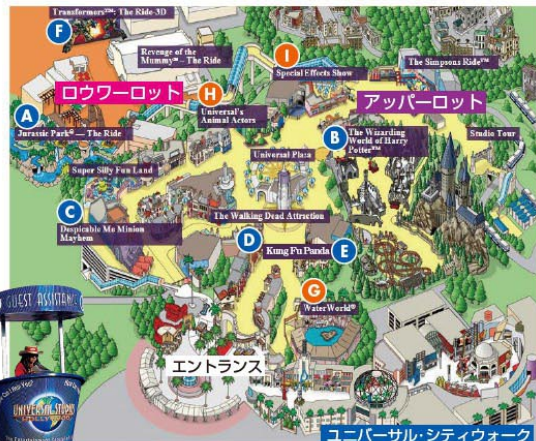 Transformers™: The Ride-3D
F
Revenge of the
Mummy℠ – The Ride
I
Special Effects Show
The Simpsons Ride™
ロウワーロット
H
アッパーロット
A
Universal's
Animal Actors
Jurassic Park® — The Ride
B
The Wizarding
World of Harry
Potter™
Studio Tour
Universal Plaza
Super Silly Fun Land
C
The Walking Dead Attraction
Despicable Me Minion
Mayhem
D
Kung Fu Panda
E
G
WaterWorld®
GUEST ASSISTANCE
エントランス
UNIVERSAL STUDIOS
HOLLYWOOD
ユニバーサル・シティウォーク